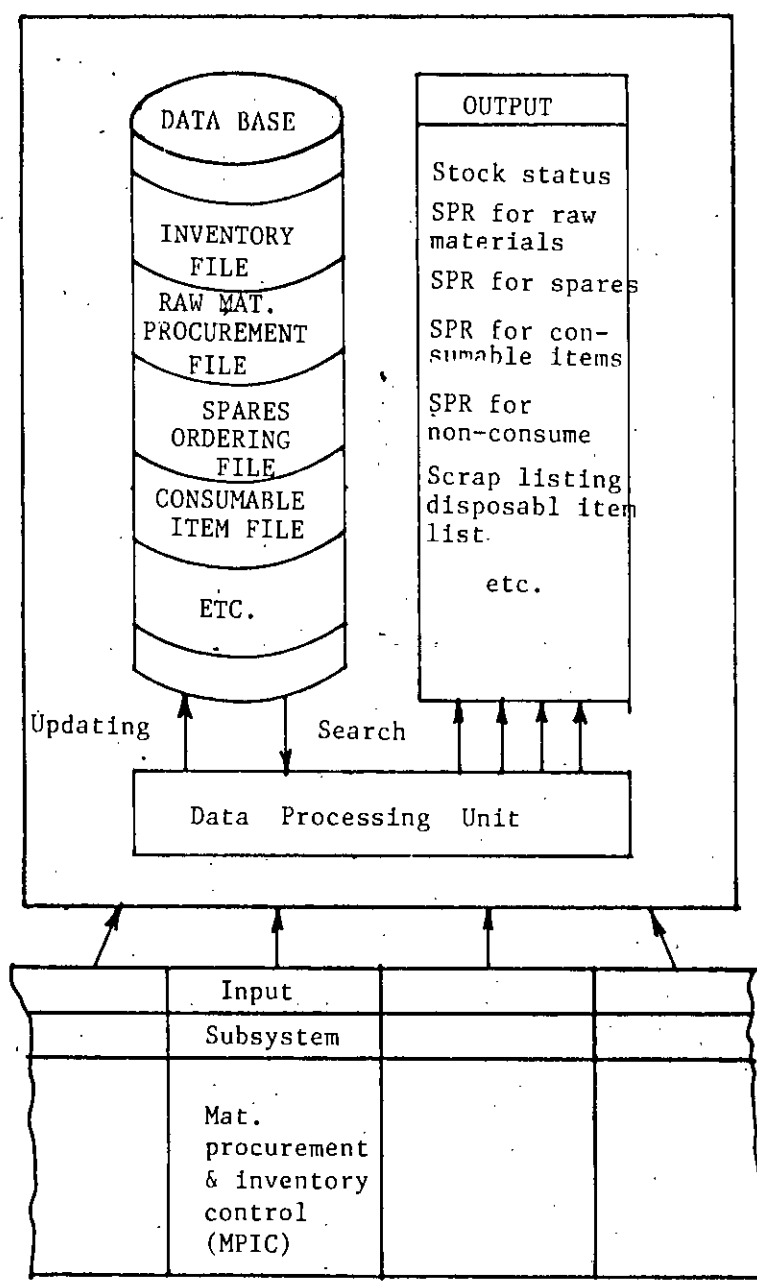 DATA BASE
INVENTORY
FILE
RAW MAT.
PROCUREMENT
FILE
SPARES
ORDERING
FILE
CONSUMABLE
ITEM FILE
ETC.
OUTPUT
Stock status
SPR for raw
materials
SPR for spares
SPR for con-
sumable items
SPR for
non-consume
Scrap listing
disposabl item
list
etc.
Updating
Search
Data Processing Unit
Input
Subsystem
Mat.
procurement
& inventory
control
(MPIC)